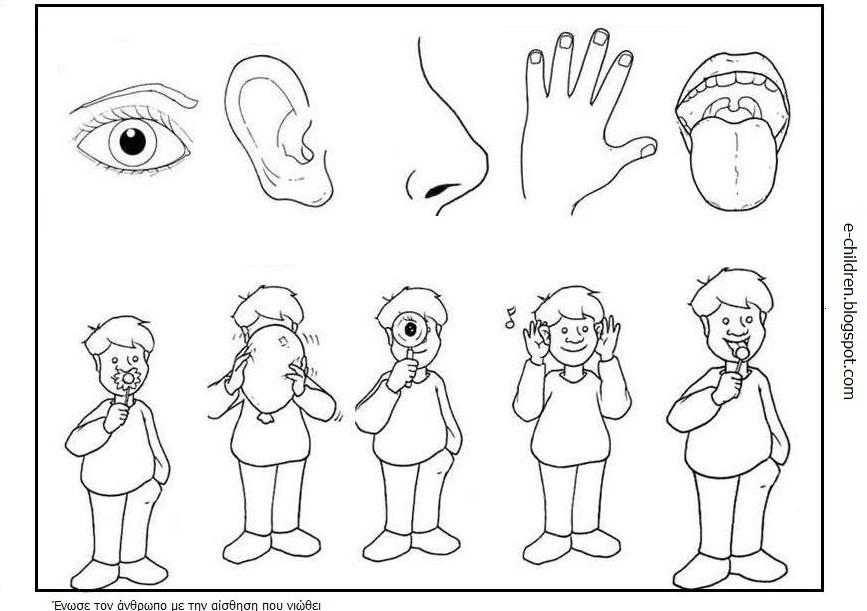 e-children.blogspot.com
Ένωσε τον άνθρωπο με την αίσθηση που νιώθει